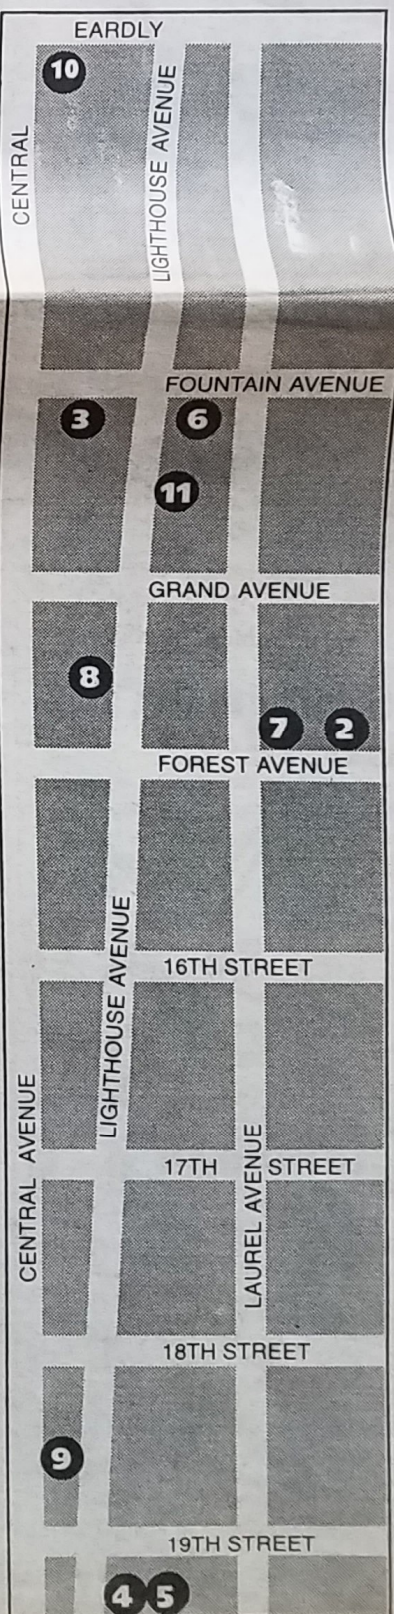 EARDLY
10
CENTRAL
LIGHTHOUSE AVENUE
FOUNTAIN AVENUE
3
6
11
GRAND AVENUE
8
7
2
FOREST AVENUE
LIGHTHOUSE AVENUE
16TH STREET
CENTRAL AVENUE
17TH STREET
LAUREL AVENUE
18TH STREET
9
19TH STREET
4
5